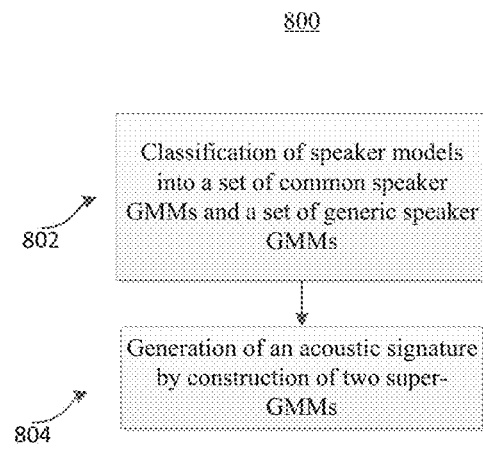 800
Classification of speaker models
into a set of common speaker
GMMs and a set of generic speaker
GMMs
802
Generation of an acoustic signature
by construction of two super-
GMMs
804